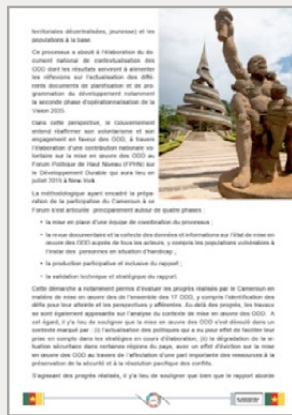 territoriales décentralisées, jeunesse) et les
populations à la base.
Ce processus a abouti à l'élaboration du do-
cument national de contextualisation des
ODD dont les résultats serviront à alimenter
les réflexions sur l'actualisation des diffé-
rents documents de planification et de pro-
grammation du développement notamment
la seconde phase d'opérationnalisation de la
Vision 2035.
Dans cette perspective, le Gouvernement
entend réaffirmer son volontarisme et son
engagement en faveur des ODD, à travers
l'élaboration d'une contribution nationale vo-
lontaire sur la mise en œuvre des ODD au
Forum Politique de Haut Niveau (FPHN) sur
le Développement Durable qui aura lieu en
juillet 2019 à New York.
La méthodologique ayant encadré la prépa-
ration de la participation du Cameroun à ce
Forum s'est articulée principalement autour de quatre phases :
• la mise en place d'une équipe de coordination du processus ;
• la revue documentaire et la collecte des données et informations sur l'état de mise en
œuvre des ODD auprès de tous les acteurs, y compris les populations vulnérables à
l'instar des personnes en situation d'handicap ;
• la production participative et inclusive du rapport ;
• la validation technique et stratégique du rapport.
Cette démarche a notamment permis d'évaluer les progrès réalisés par le Cameroun en
matière de mise en œuvre des de l'ensemble des 17 ODD, y compris l'identification des
défis pour leur atteinte et les perspectives y afférentes. Au-delà des progrès, les travaux
se sont également appesantis sur l'analyse du contexte de mise en œuvre des ODD. A
cet égard, il y'a lieu de souligner que la mise en œuvre des ODD s'est déroulé dans un
contexte marqué par : (i) l'actualisation des politiques qui a eu pour effet de faciliter leur
prise en compte dans les stratégies en cours d'élaboration, (ii) la dégradation de la si-
tuation sécuritaire dans certaines régions du pays, avec un effet d'éviction sur la mise
en œuvre des ODD au travers de l'affectation d'une part importante des ressources à la
préservation de la sécurité et à la résolution pacifique des conflits.
S'agissant des progrès réalisés, il y'a lieu de souligner que bien que le rapport aborde